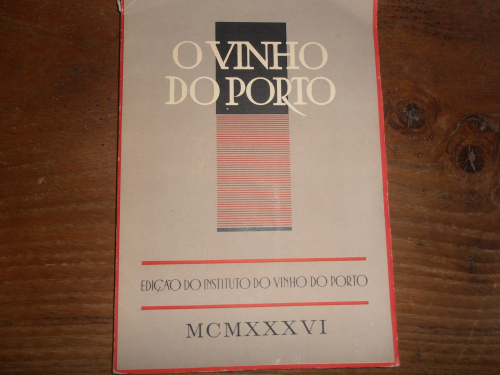 O VINHO
DO PORTO
EDIÇÃO DO INSTITUTO DO VINHO DO PORTO
MCMXXXVI